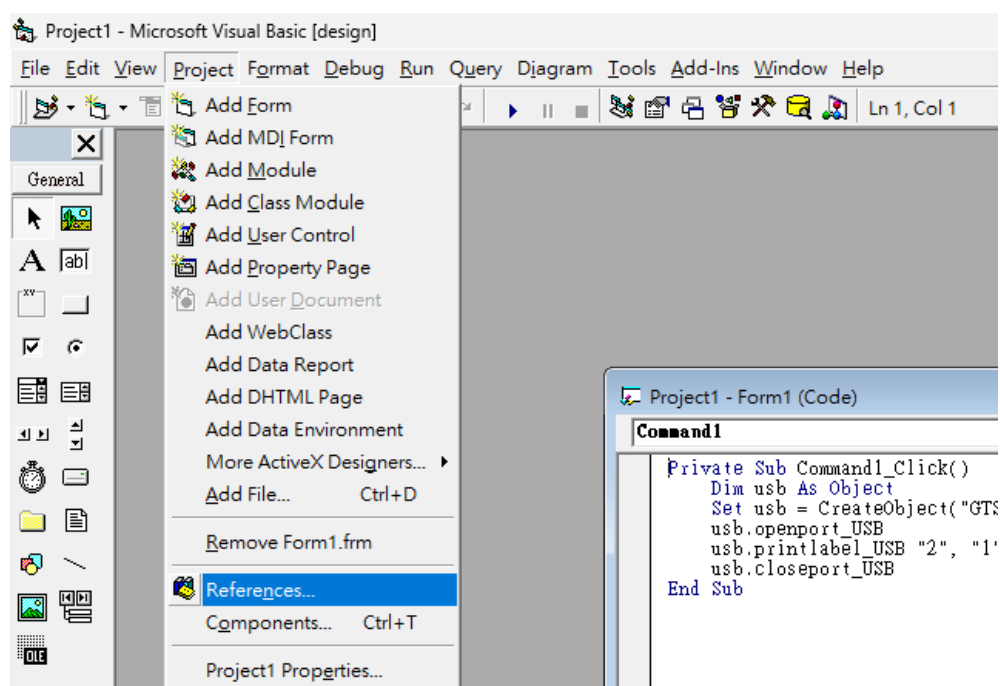 Project1 - Microsoft Visual Basic [design]
File Edit View Project Format Debug Run Query Diagram Tools Add-Ins Window Help
Ln 1, Col 1
General
A ab|
XY
OLE
Add Form
Add MDI Form
Add Module
Add Class Module
Add User Control
Add Property Page
Add User Document
Add WebClass
Add Data Report
Add DHTML Page
Add Data Environment
More ActiveX Designers...
Add File... Ctrl+D
Remove Form1.frm
References...
Components... Ctrl+T
Project1 Properties...
Project1 - Form1 (Code)
Command1
Private Sub Command1_Click()
Dim usb As Object
Set usb = CreateObject("GTS
usb.openport_USB
usb.printlabel_USB "2", "1"
usb.closeport_USB
End Sub